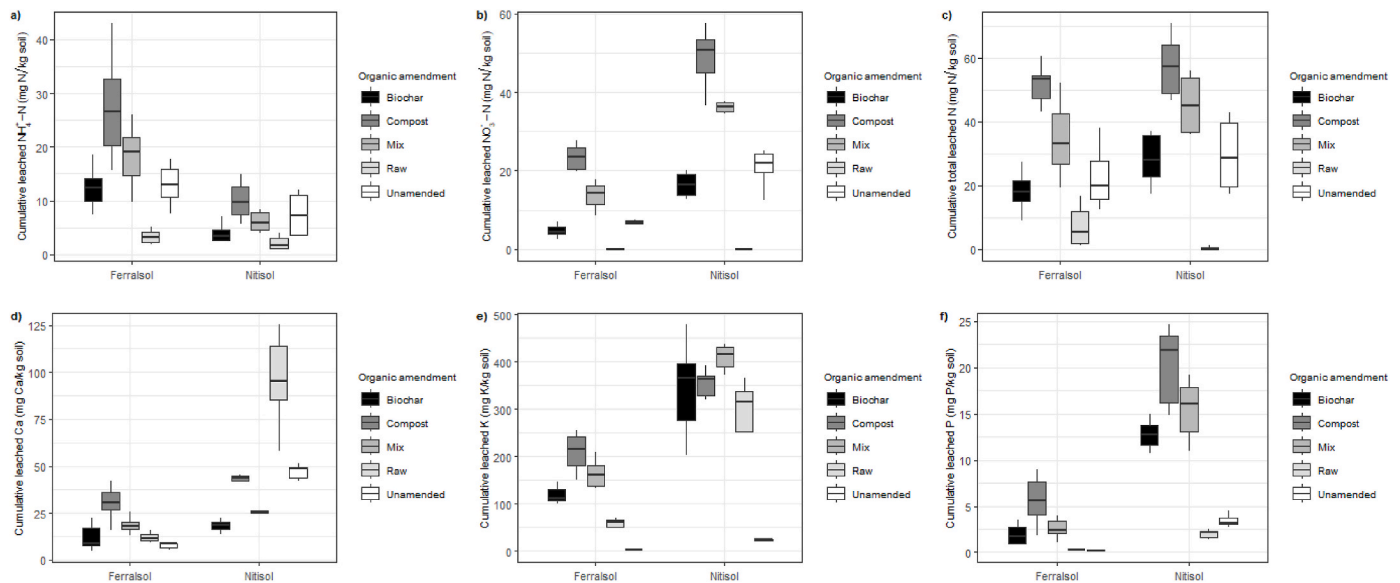 a)
Cumulative leached NH₄⁺−N (mg N/kg soil)
40
30
20
10
0
Ferralsol
Nitisol
Organic amendment
Biochar
Compost
Mix
Raw
Unamended
b)
Cumulative leached NO₃⁻−N (mg N/kg soil)
60
40
20
0
Ferralsol
Nitisol
Organic amendment
Biochar
Compost
Mix
Raw
Unamended
c)
Cumulative total leached N (mg N/kg soil)
60
40
20
0
Ferralsol
Nitisol
Organic amendment
Biochar
Compost
Mix
Raw
Unamended
d)
Cumulative leached Ca (mg Ca/kg soil)
125
100
75
50
25
0
Ferralsol
Nitisol
Organic amendment
Biochar
Compost
Mix
Raw
Unamended
e)
Cumulative leached K (mg K/kg soil)
500
400
300
200
100
0
Ferralsol
Nitisol
Organic amendment
Biochar
Compost
Mix
Raw
Unamended
f)
Cumulative leached P (mg P/kg soil)
25
20
15
10
5
0
Ferralsol
Nitisol
Organic amendment
Biochar
Compost
Mix
Raw
Unamended